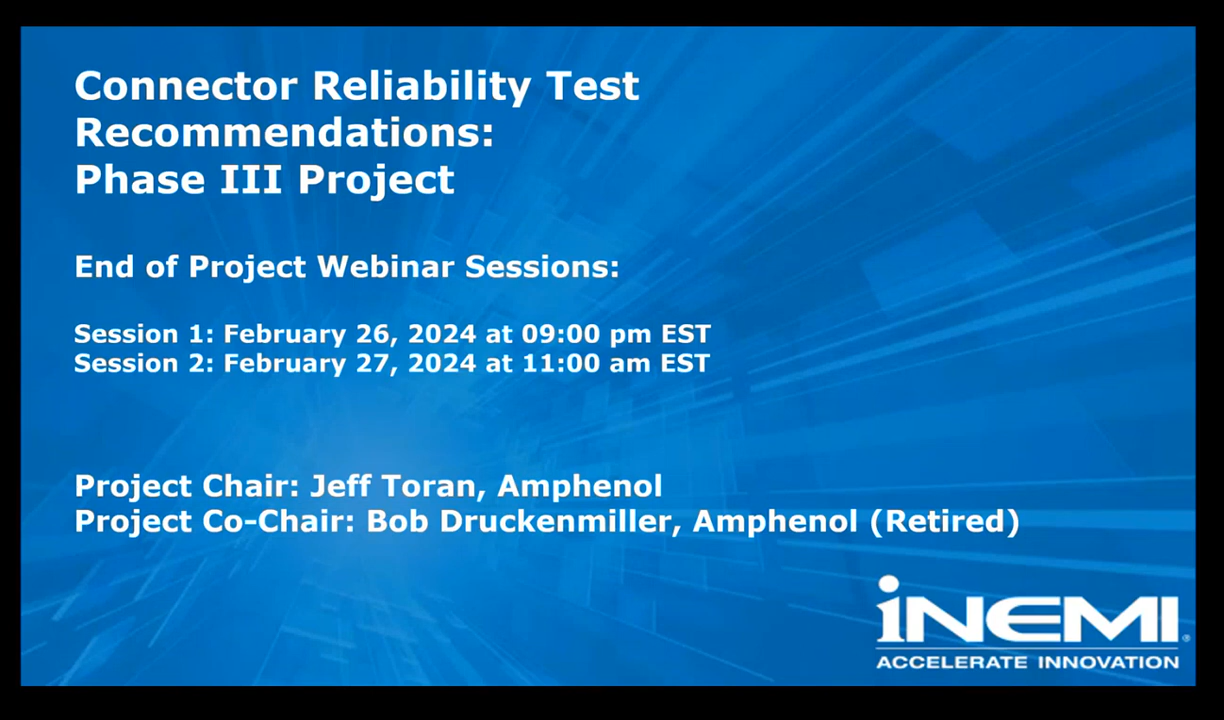 Connector Reliability Test
Recommendations:
Phase III Project
End of Project Webinar Sessions:
Session 1: February 26, 2024 at 09:00 pm EST
Session 2: February 27, 2024 at 11:00 am EST
Project Chair: Jeff Toran, Amphenol
Project Co-Chair: Bob Druckenmiller, Amphenol (Retired)
iNEMI®
ACCELERATE INNOVATION